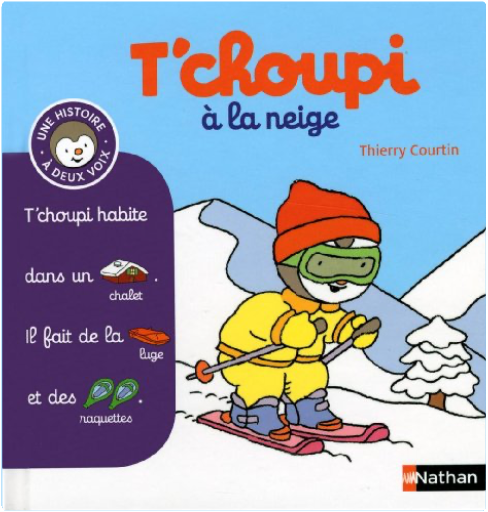 T'choupi
à la neige
Thierry Courtin
UNE HISTOIRE
À DEUX VOIX
T'choupi habite
dans un .
chalet
Il fait de la
luge
et des .
raquettes
Nathan